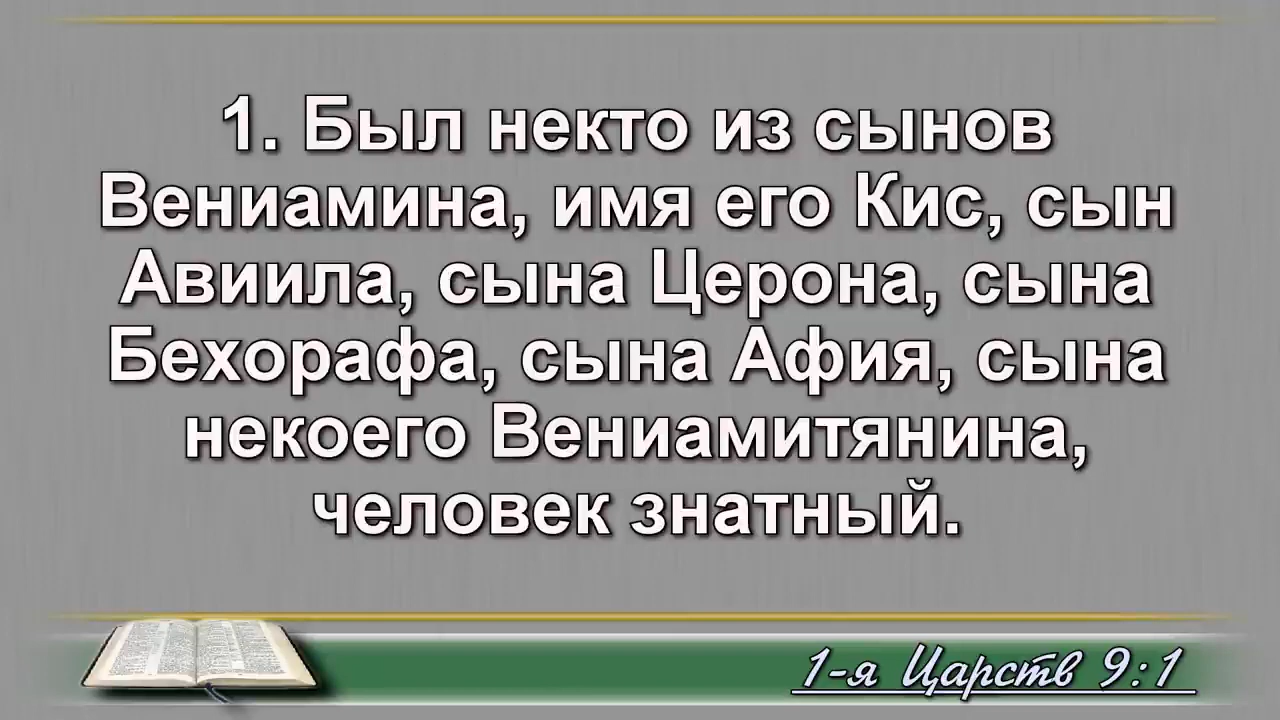 1. Был некто из сынов
Вениамина, имя его Кис, сын
Авиила, сына Церона, сына
Бехорафа, сына Афия, сына
некоего Вениамитянина,
человек знатный.
1-я Царств 9:1